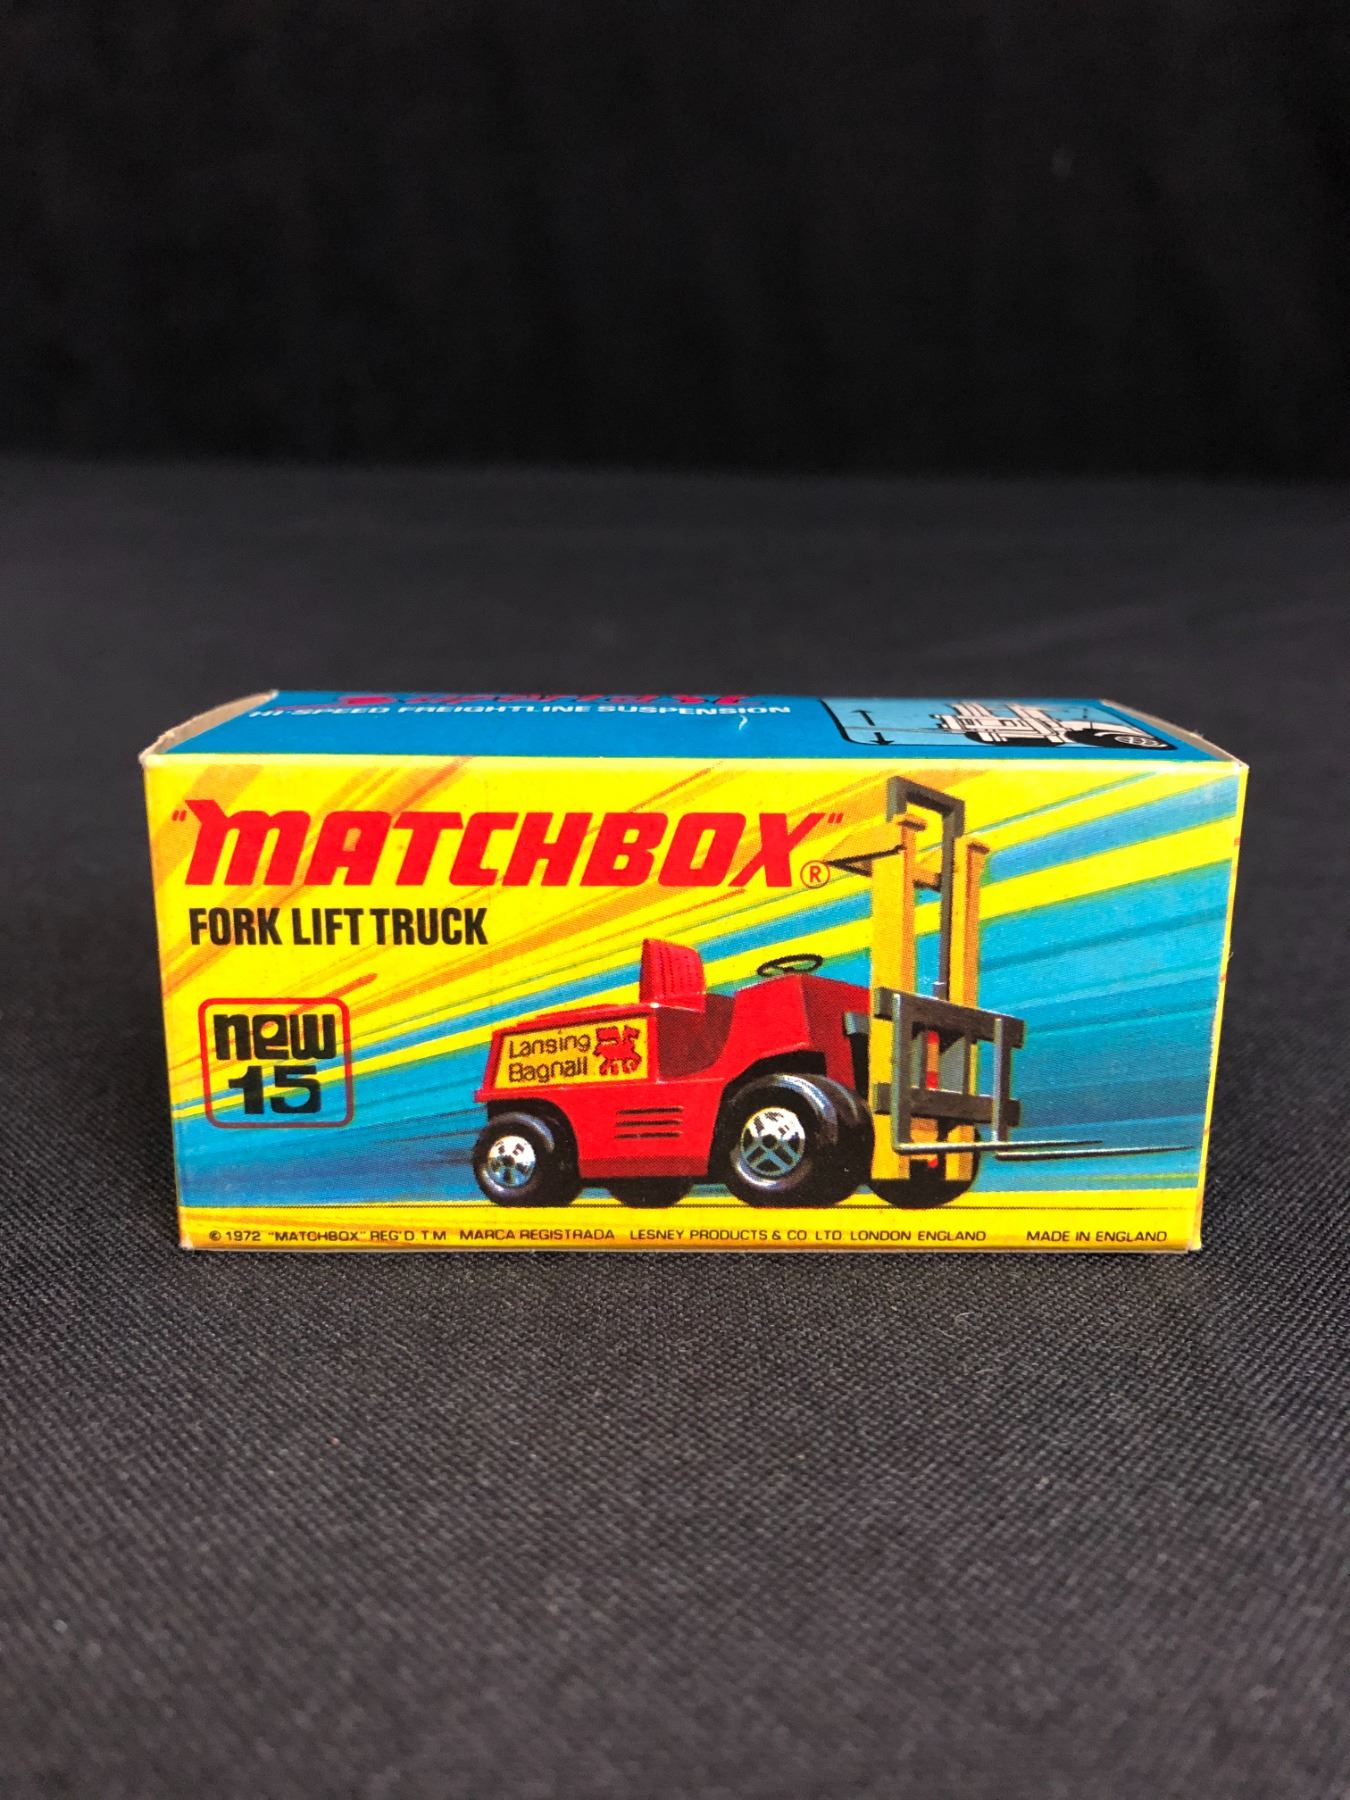 Superfast
HI-SPEED FREIGHTLINE SUSPENSION
"MATCHBOX"®
FORK LIFT TRUCK
new
15
Lansing
Bagnall
© 1972 "MATCHBOX" REG'D. T.M MARCA REGISTRADA LESNEY PRODUCTS & CO. LTD. LONDON ENGLAND MADE IN ENGLAND